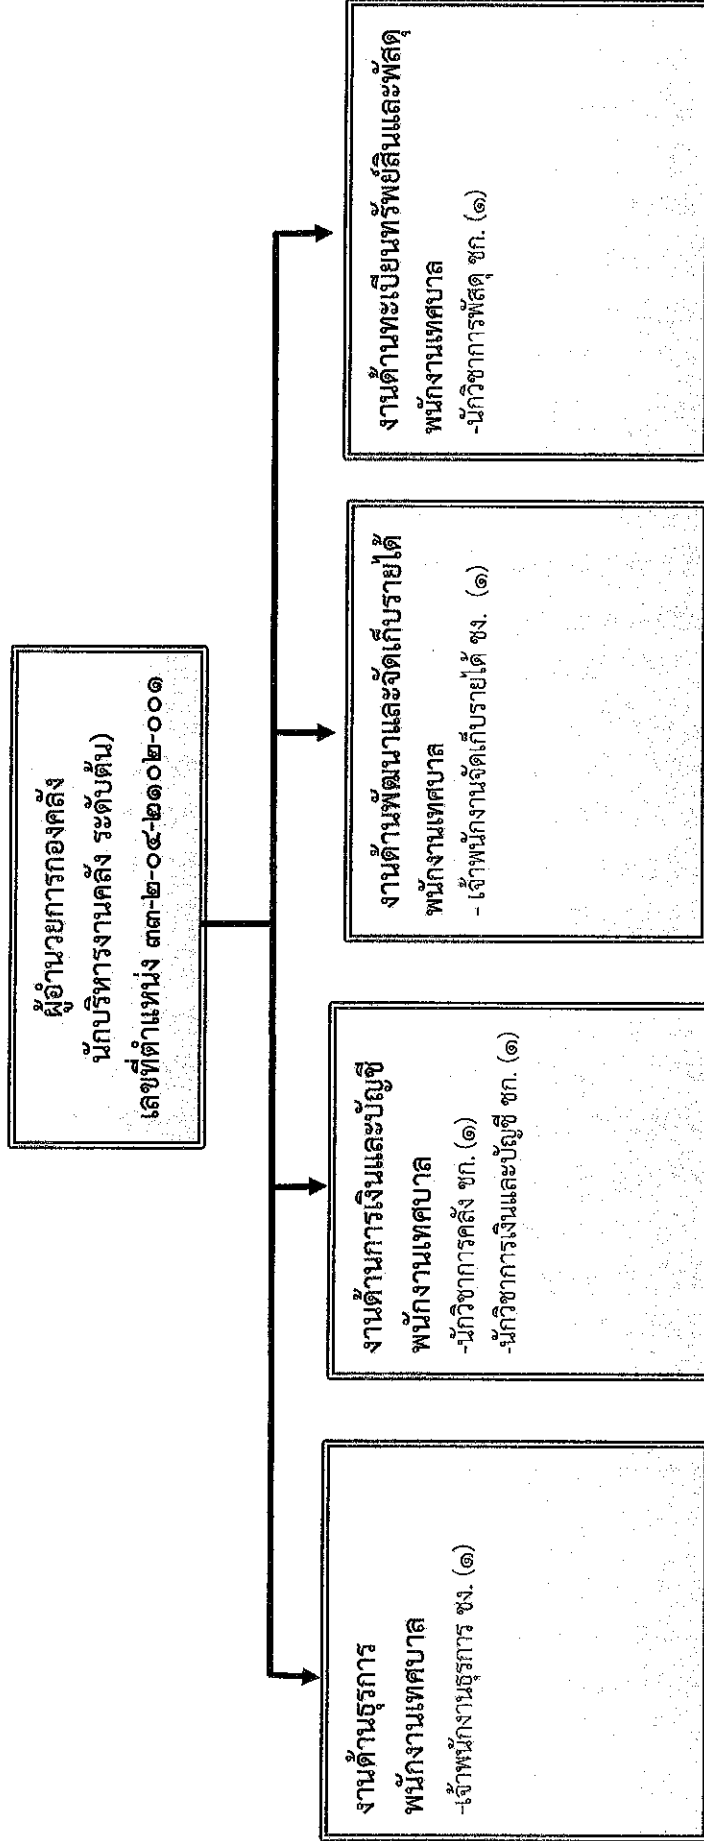 ผู้อำนวยการกองคลัง
นักบริหารงานคลัง ระดับต้น)
เลขที่ตำแหน่ง ๓๓-๒-๐๔-๒๑๐๒-๐๐๑
งานด้านธุรการ
พนักงานเทศบาล
-เจ้าพนักงานธุรการ ชง. (๑)
งานด้านการเงินและบัญชี
พนักงานเทศบาล
-นักวิชาการคลัง ชก. (๑)
-นักวิชาการเงินและบัญชี ชก. (๑)
งานด้านพัฒนาและจัดเก็บรายได้
พนักงานเทศบาล
- เจ้าพนักงานจัดเก็บรายได้ ชง. (๑)
งานด้านทะเบียนทรัพย์สินและพัสดุ
พนักงานเทศบาล
-นักวิชาการพัสดุ ชก. (๑)